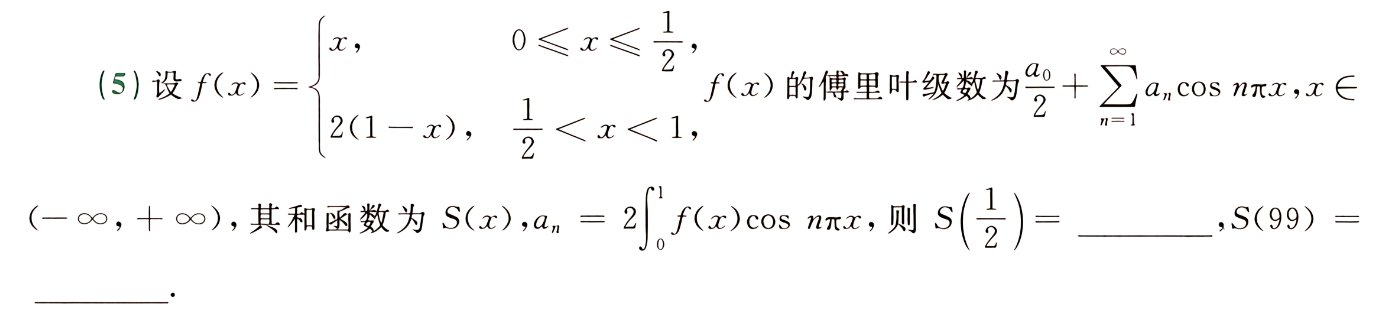 (5) 设 f(x) = { x, 0 ⩽ x ⩽ 1/2, 2(1 − x), 1/2 < x < 1, f(x) 的傅里叶级数为 a₀/2 + ∑_{n=1}^{∞} aₙ cos nπx, x ∈
(− ∞, + ∞), 其和函数为 S(x), aₙ = 2∫₀¹ f(x)cos nπx, 则 S(1/2) = ________, S(99) =
________.